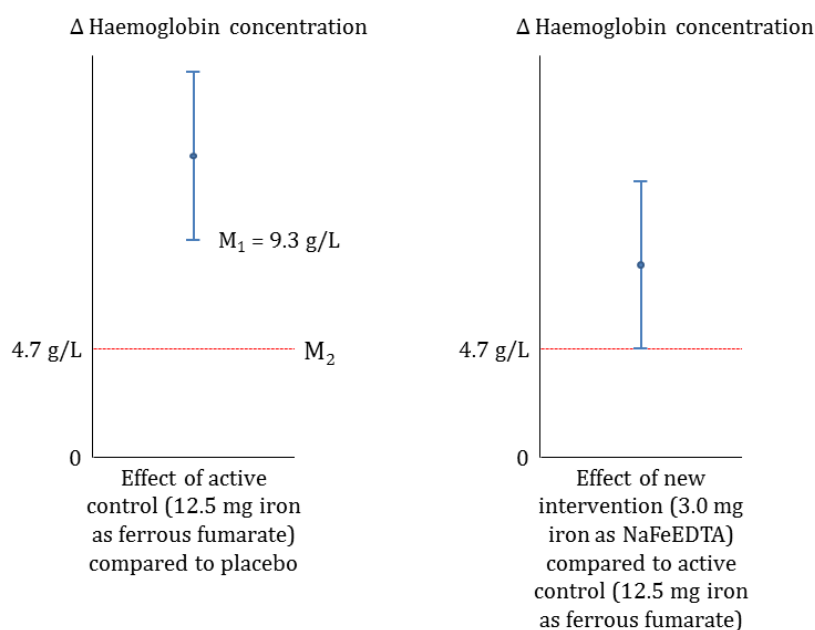 Δ Haemoglobin concentration
M₁ = 9.3 g/L
4.7 g/L
M₂
0
Effect of active
control (12.5 mg iron
as ferrous fumarate)
compared to placebo
Δ Haemoglobin concentration
4.7 g/L
0
Effect of new
intervention (3.0 mg
iron as NaFeEDTA)
compared to active
control (12.5 mg iron
as ferrous fumarate)